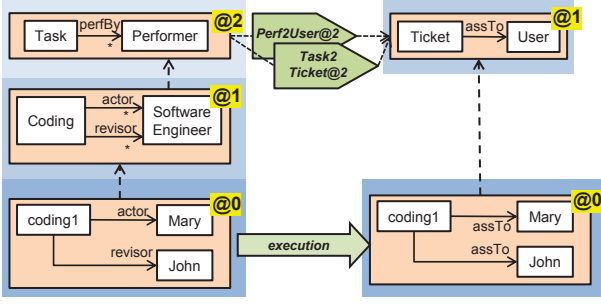 @2
Task
perfBy
*
Performer
Perf2User@2
Task2
Ticket@2
@1
Ticket
assTo
User
@1
Coding
actor
*
revisor
*
Software
Engineer
@0
coding1
actor
Mary
revisor
John
execution
@0
coding1
assTo
Mary
assTo
John